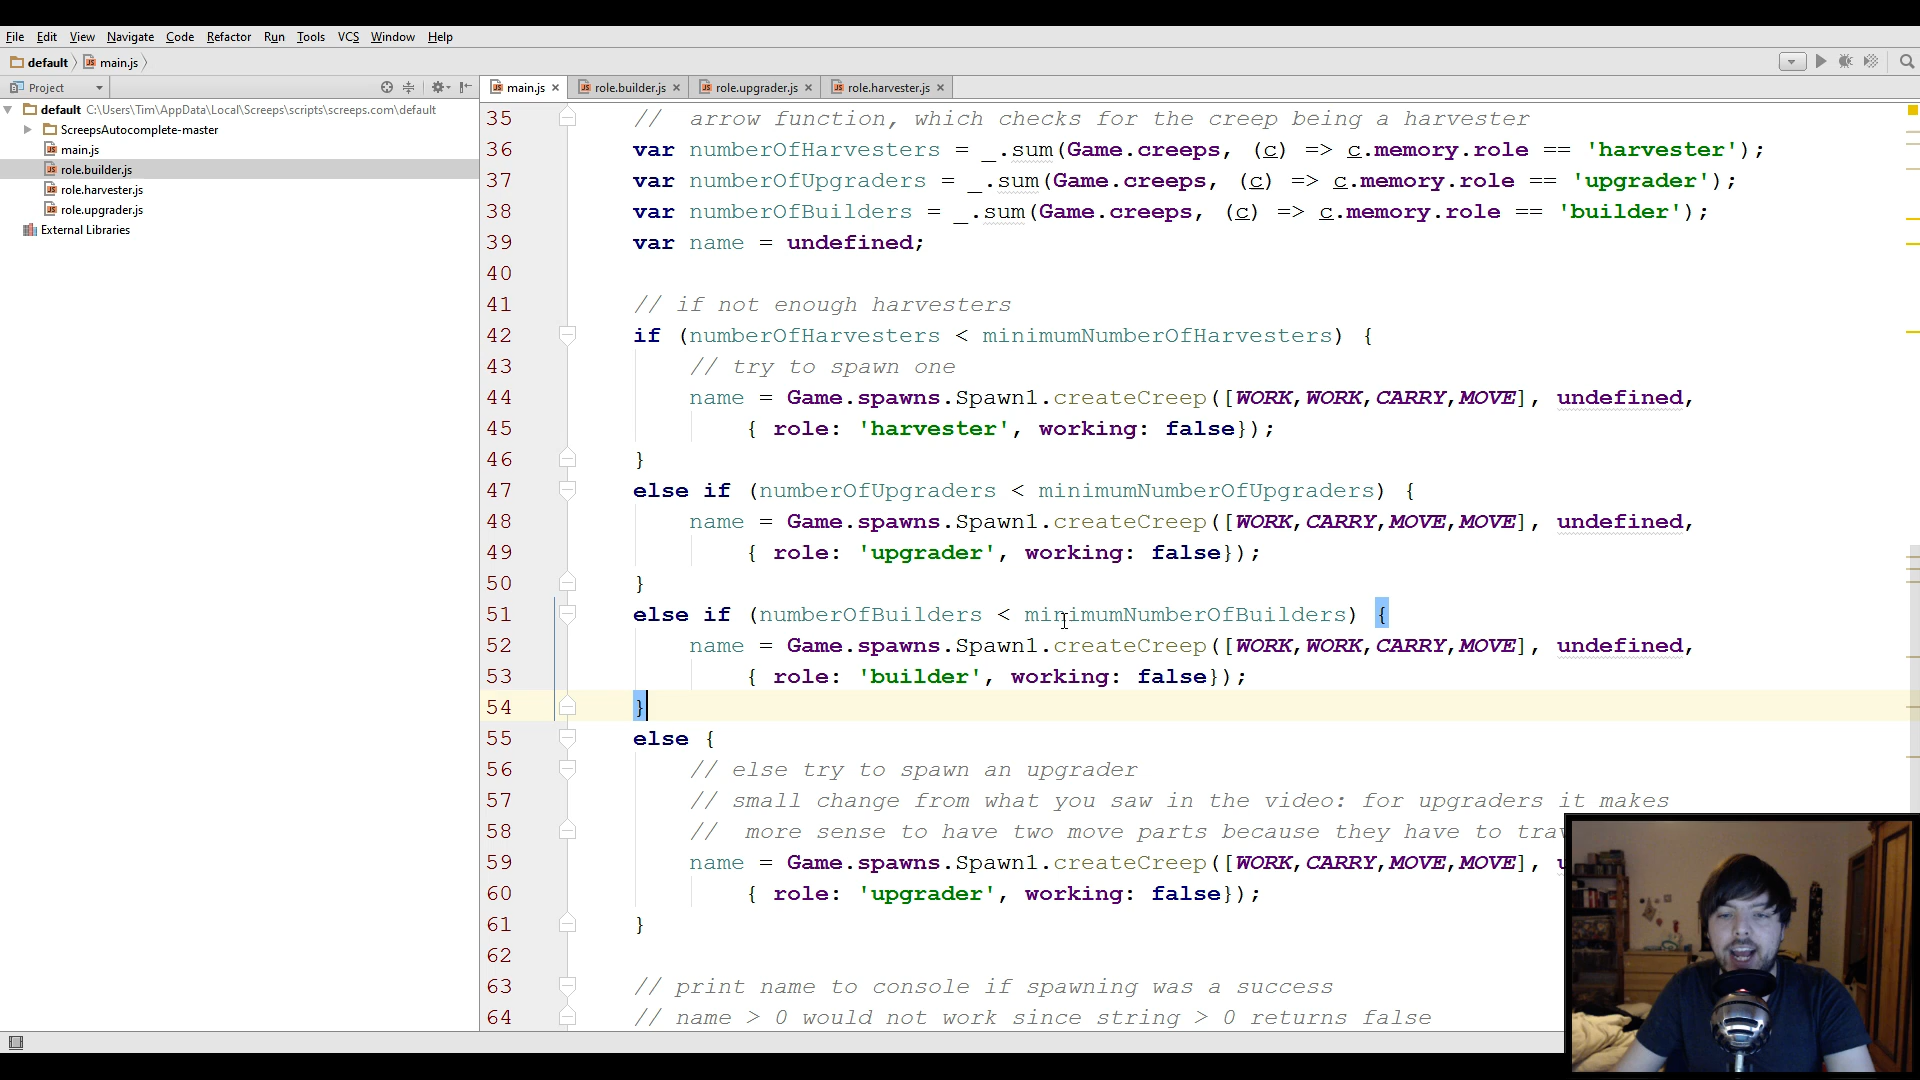 File Edit View Navigate Code Refactor Run Tools VCS Window Help
default main.js
Project
main.js role.builder.js role.upgrader.js role.harvester.js
default C:\Users\Tim\AppData\Local\Screeps\scripts\screeps.com\default
ScreepsAutocomplete-master
main.js
role.builder.js
role.harvester.js
role.upgrader.js
External Libraries
35 // arrow function, which checks for the creep being a harvester
36 var numberOfHarvesters = _.sum(Game.creeps, (c) => c.memory.role == 'harvester');
37 var numberOfUpgraders = _.sum(Game.creeps, (c) => c.memory.role == 'upgrader');
38 var numberOfBuilders = _.sum(Game.creeps, (c) => c.memory.role == 'builder');
39 var name = undefined;
40
41 // if not enough harvesters
42 if (numberOfHarvesters < minimumNumberOfHarvesters) {
43 // try to spawn one
44 name = Game.spawns.Spawn1.createCreep([WORK,WORK,CARRY,MOVE], undefined,
45 { role: 'harvester', working: false});
46 }
47 else if (numberOfUpgraders < minimumNumberOfUpgraders) {
48 name = Game.spawns.Spawn1.createCreep([WORK,CARRY,MOVE,MOVE], undefined,
49 { role: 'upgrader', working: false});
50 }
51 else if (numberOfBuilders < minimumNumberOfBuilders) {
52 name = Game.spawns.Spawn1.createCreep([WORK,WORK,CARRY,MOVE], undefined,
53 { role: 'builder', working: false});
54 }
55 else {
56 // else try to spawn an upgrader
57 // small change from what you saw in the video: for upgraders it makes
58 // more sense to have two move parts because they have to
59 name = Game.spawns.Spawn1.createCreep([WORK,CARRY,MOVE,MOVE],
60 { role: 'upgrader', working: false});
61 }
62
63 // print name to console if spawning was a success
64 // name > 0 would not work since string > 0 returns false